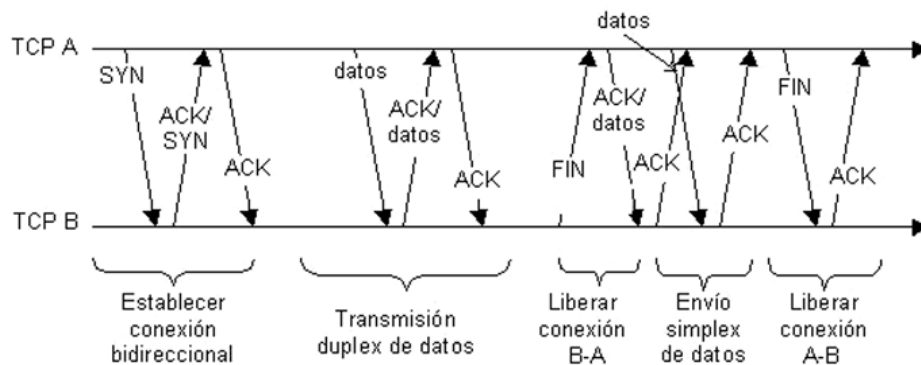 datos
TCP A
SYN
ACK/
SYN
ACK
datos
ACK/
datos
ACK
FIN
ACK/
datos
ACK
ACK
FIN
ACK
TCP B
Establecer
conexión
bidireccional
Transmisión
duplex de datos
Liberar
conexión
B-A
Envío
simplex
de datos
Liberar
conexión
A-B